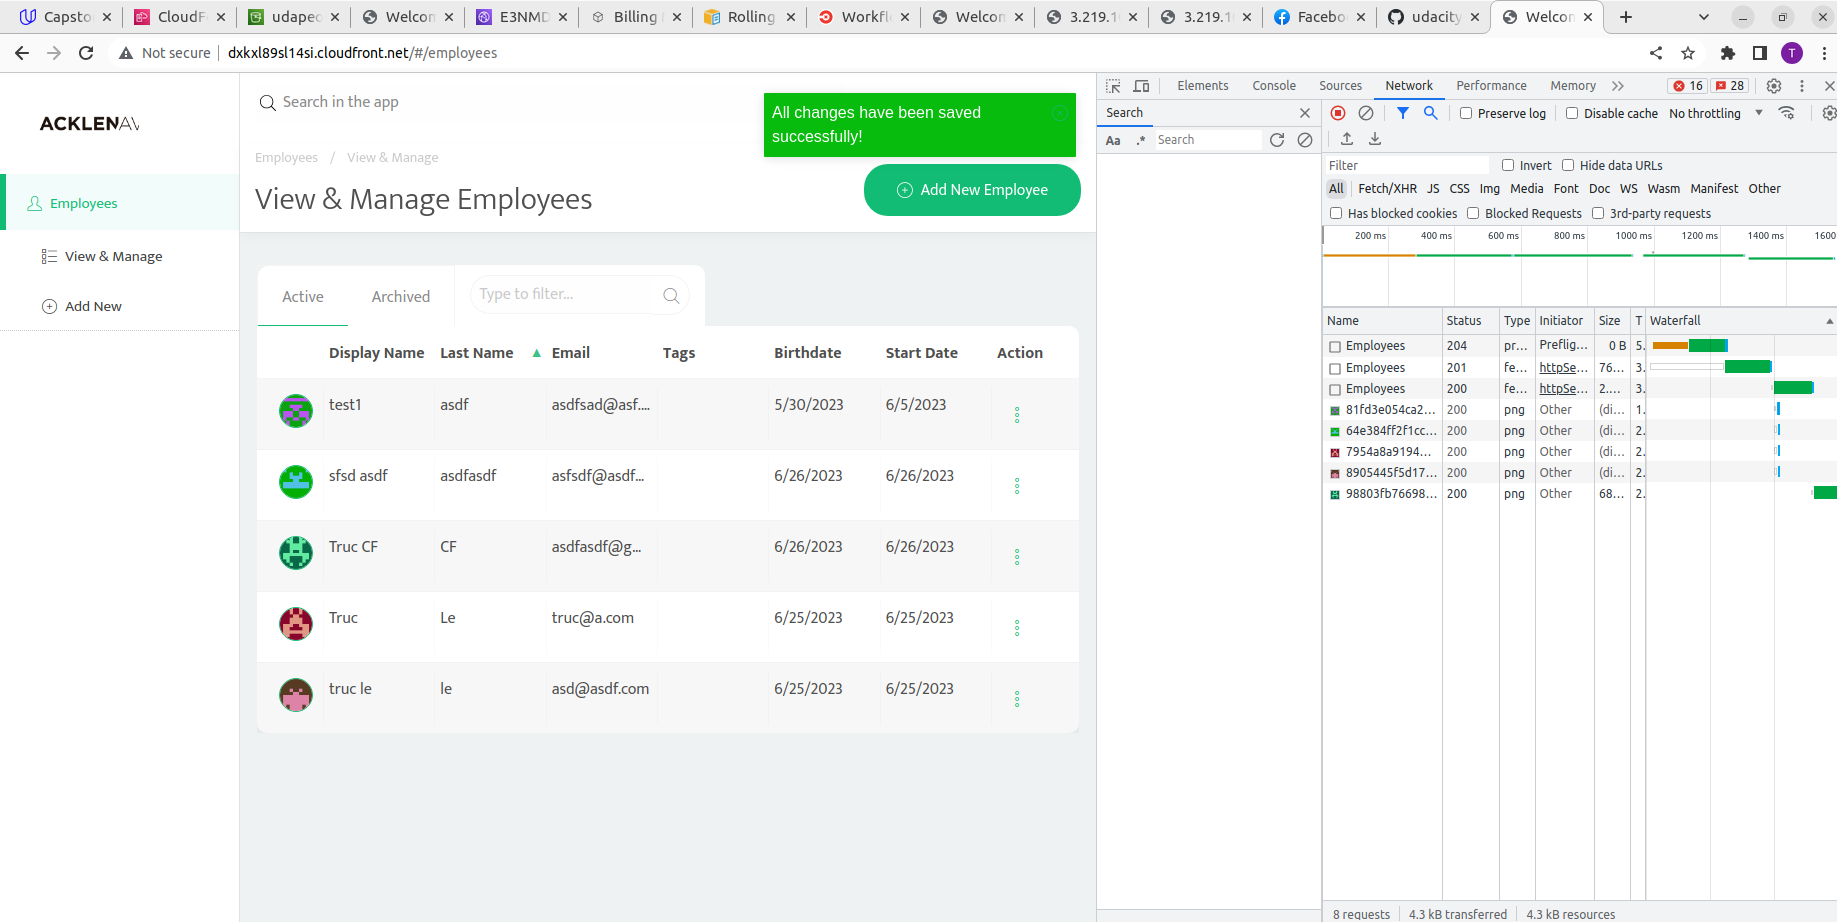 Capsto
CloudF
udapeo
Welcom
E3NMD
Billing
Rolling
Workfl
Welcom
3.219.1
3.219.1
Facebo
udacity
Welcom
Not secure
dxkxl89sl14si.cloudfront.net/#/employees
T
ACKLENAV
Employees
View & Manage
Add New
Search in the app
All changes have been saved
successfully!
Employees / View & Manage
View & Manage Employees
Add New Employee
Active Archived Type to filter...
Display Name Last Name Email Tags Birthdate Start Date Action
test1 asdf asdfsad@asf.... 5/30/2023 6/5/2023
sfsd asdf asdfasdf asfsdf@asdf... 6/26/2023 6/26/2023
Truc CF CF asdfasdf@g... 6/26/2023 6/26/2023
Truc Le truc@a.com 6/25/2023 6/25/2023
truc le le asd@asdf.com 6/25/2023 6/25/2023
Elements Console Sources Network Performance Memory 16 28
Search
Aa .* Search
Preserve log Disable cache No throttling
Filter Invert Hide data URLs
All Fetch/XHR JS CSS Img Media Font Doc WS Wasm Manifest Other
Has blocked cookies Blocked Requests 3rd-party requests
200 ms 400 ms 600 ms 800 ms 1000 ms 1200 ms 1400 ms 1600
Name Status Type Initiator Size T Waterfall
Employees 204 pr... Preflig... 0 B 5.
Employees 201 fe... httpSe... 76... 3.
Employees 200 fe... httpSe... 2.... 3.
81fd3e054ca2... 200 png Other (di... 1.
64e384ff2f1cc... 200 png Other (di... 2.
7954a8a9194... 200 png Other (di... 2.
8905445f5d17... 200 png Other (di... 2.
98803fb76698... 200 png Other 68... 2.
8 requests 4.3 kB transferred 4.3 kB resources